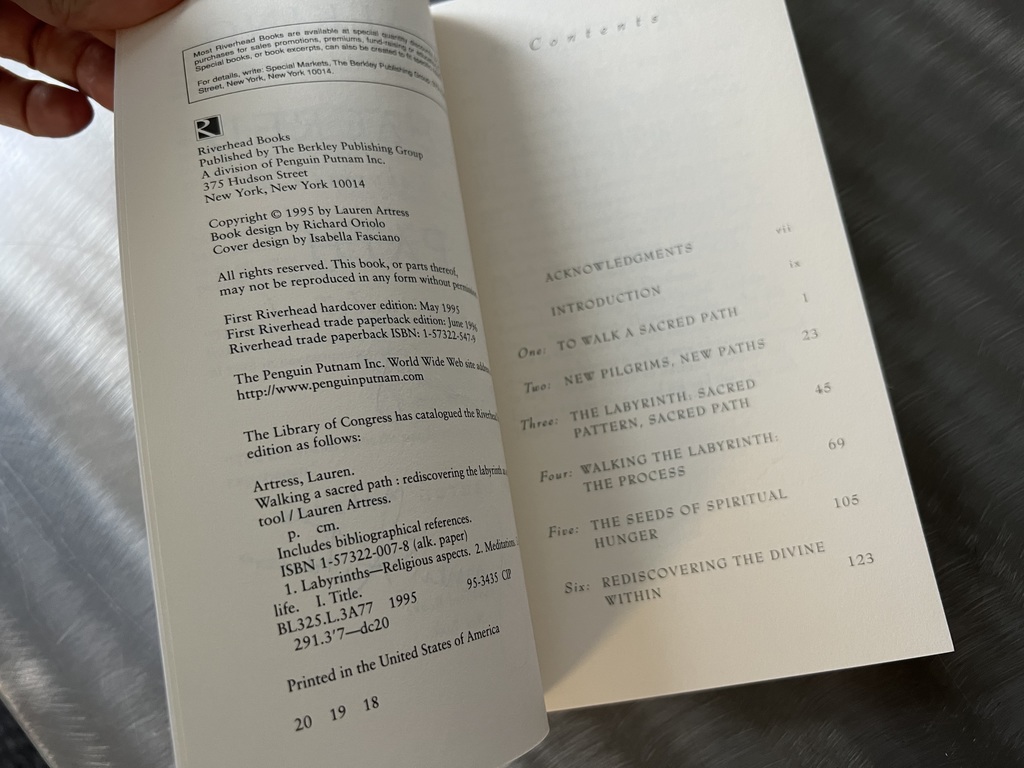 Most Riverhead Books are available at special quantity
purchases for sales promotions, premiums, fund-raising or
Special books, or book excerpts, can also be created to
For details, write: Special Markets, The Berkley Publishing Group,
Street, New York, New York 10014.
R
Riverhead Books
Published by The Berkley Publishing Group
A division of Penguin Putnam Inc.
375 Hudson Street
New York, New York 10014
Copyright © 1995 by Lauren Artress
Book design by Richard Oriolo
Cover design by Isabella Fasciano
All rights reserved. This book, or parts thereof,
may not be reproduced in any form without
First Riverhead hardcover edition: May 1995
First Riverhead trade paperback edition: June 1996
Riverhead trade paperback ISBN: 1-57322-547-9
The Penguin Putnam Inc. World Wide Web site
http://www.penguinputnam.com
The Library of Congress has catalogued the
edition as follows:
Artress, Lauren.
Walking a sacred path : rediscovering the labyrinth
tool / Lauren Artress.
p. cm.
Includes bibliographical references.
ISBN 1-57322-007-8 (alk. paper)
1. Labyrinths—Religious aspects. 2. Meditation.
life. I. Title.
BL325.L.3A77 1995 95-3435 CIP
291.3'7—dc20
Printed in the United States of America
20 19 18
Contents
ACKNOWLEDGMENTS vii
INTRODUCTION ix
One: TO WALK A SACRED PATH 1
Two: NEW PILGRIMS, NEW PATHS 23
Three: THE LABYRINTH: SACRED
PATTERN, SACRED PATH 45
Four: WALKING THE LABYRINTH:
THE PROCESS 69
Five: THE SEEDS OF SPIRITUAL
HUNGER 105
Six: REDISCOVERING THE DIVINE
WITHIN 123